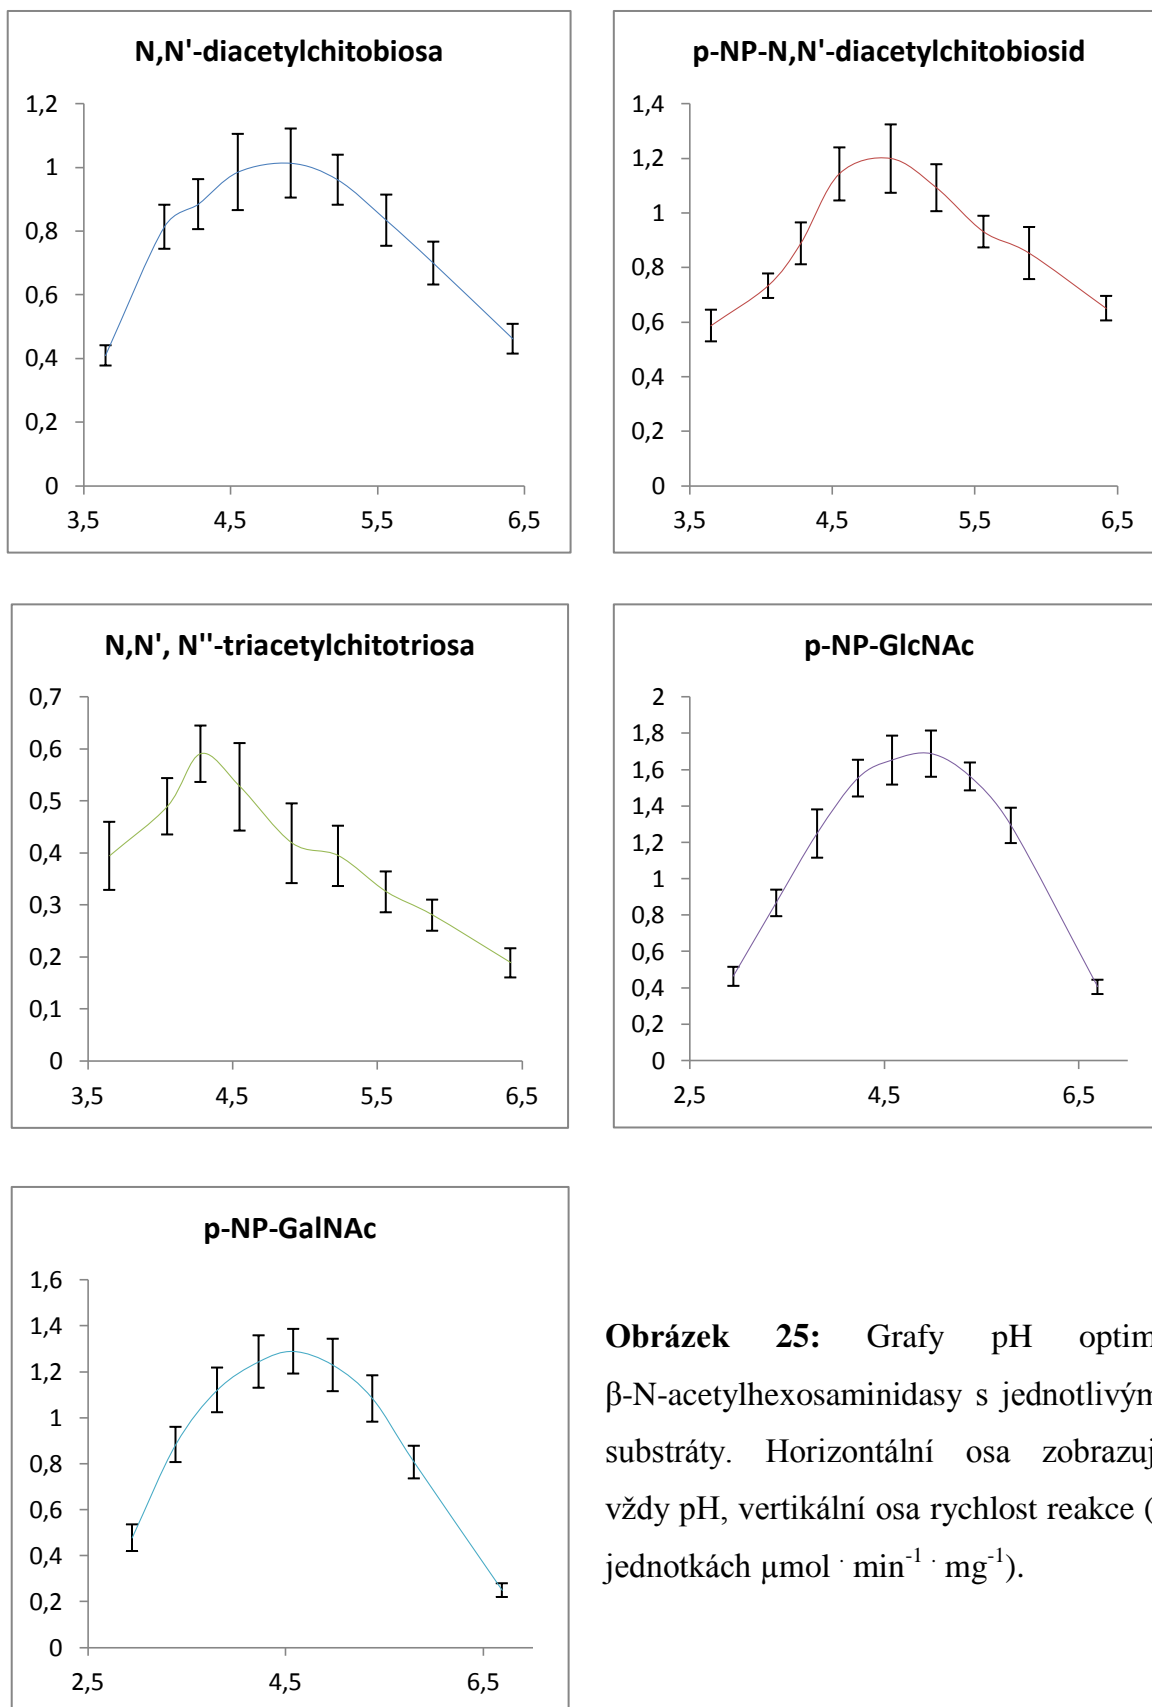 N,N'-diacetylchitobiosa
1,2
1
0,8
0,6
0,4
0,2
0
3,5 4,5 5,5 6,5
p-NP-N,N'-diacetylchitobiosid
1,4
1,2
1
0,8
0,6
0,4
0,2
0
3,5 4,5 5,5 6,5
N,N', N''-triacetylchitotriosa
0,7
0,6
0,5
0,4
0,3
0,2
0,1
0
3,5 4,5 5,5 6,5
p-NP-GlcNAc
2
1,8
1,6
1,4
1,2
1
0,8
0,6
0,4
0,2
0
2,5 4,5 6,5
p-NP-GalNAc
1,6
1,4
1,2
1
0,8
0,6
0,4
0,2
0
2,5 4,5 6,5
Obrázek 25: Grafy pH optim
β-N-acetylhexosaminidasy s jednotlivým
substráty. Horizontální osa zobrazuj
vždy pH, vertikální osa rychlost reakce (
jednotkách μmol · min⁻¹ · mg⁻¹).